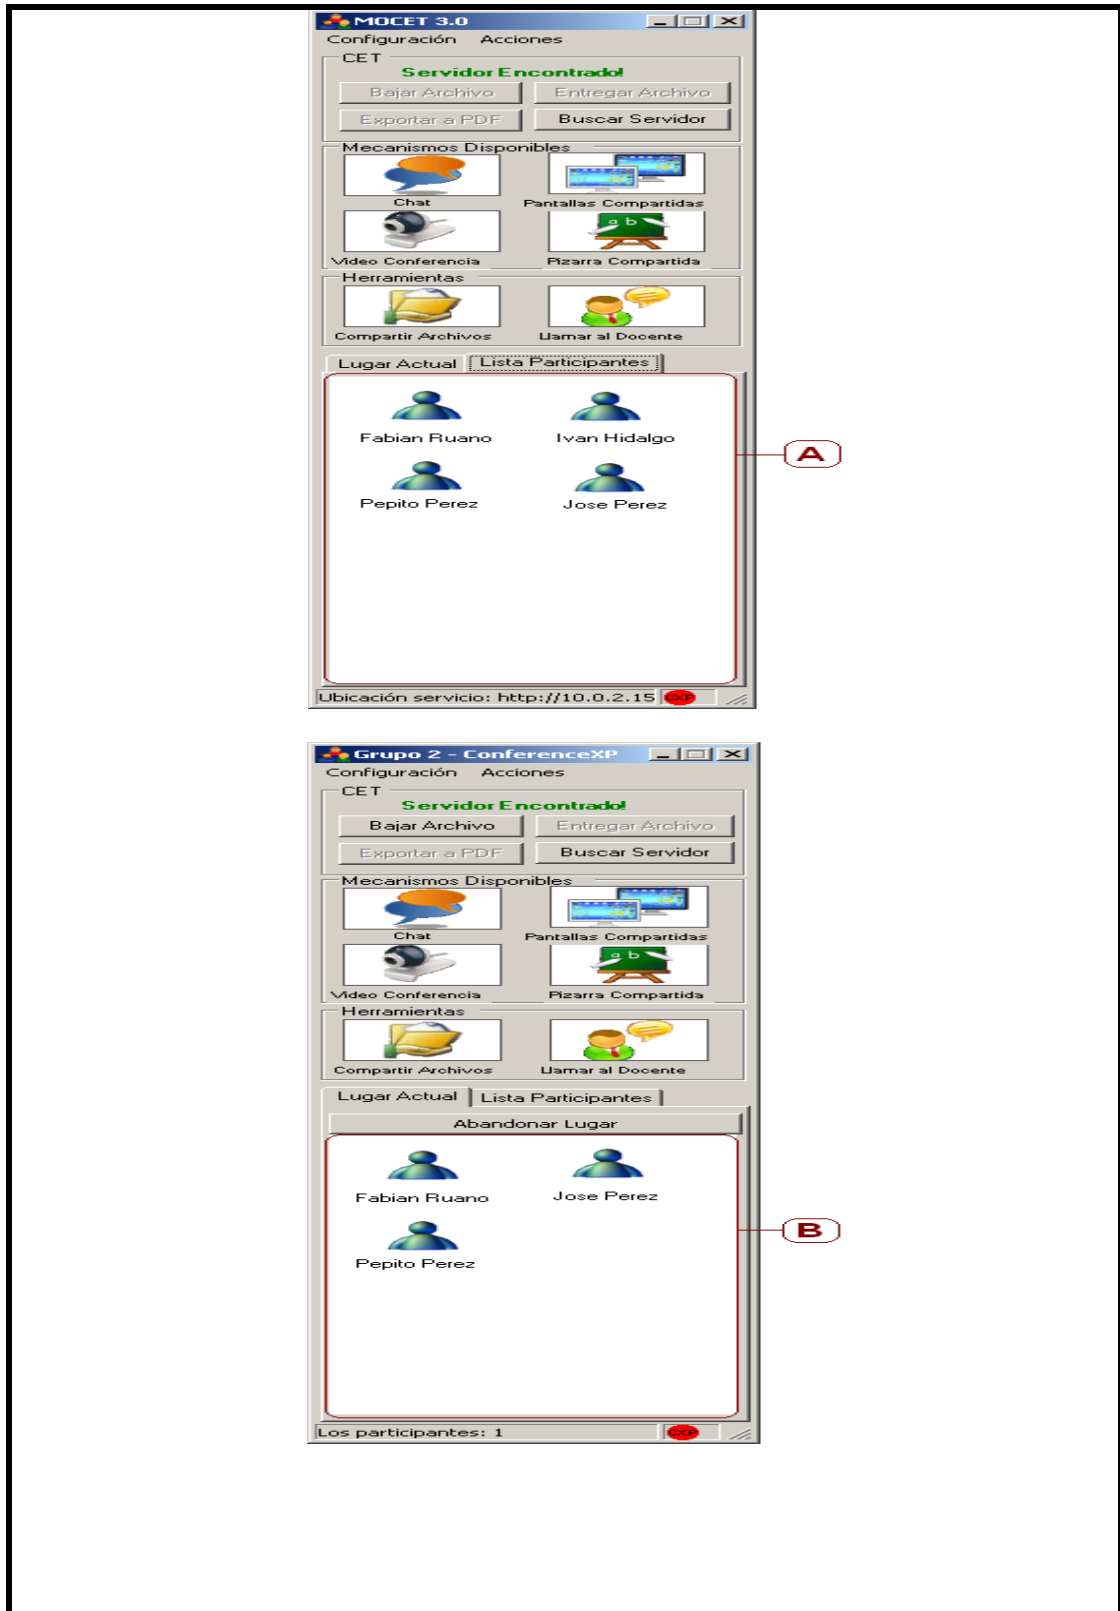 MOCET 3.0
Configuración Acciones
CET
Servidor Encontrado!
Bajar Archivo Entregar Archivo
Exportar a PDF Buscar Servidor
Mecanismos Disponibles
Chat Pantallas Compartidas
Video Conferencia Pizarra Compartida
Herramientas
Compartir Archivos Llamar al Docente
Lugar Actual Lista Participantes
Fabian Ruano Ivan Hidalgo
A
Pepito Perez Jose Perez
Ubicación servicio: http://10.0.2.15 CXP
Grupo 2 - ConferenceXP
Configuración Acciones
CET
Servidor Encontrado!
Bajar Archivo Entregar Archivo
Exportar a PDF Buscar Servidor
Mecanismos Disponibles
Chat Pantallas Compartidas
Video Conferencia Pizarra Compartida
Herramientas
Compartir Archivos Llamar al Docente
Lugar Actual Lista Participantes
Abandonar Lugar
Fabian Ruano Jose Perez
B
Pepito Perez
Los participantes: 1 CXP